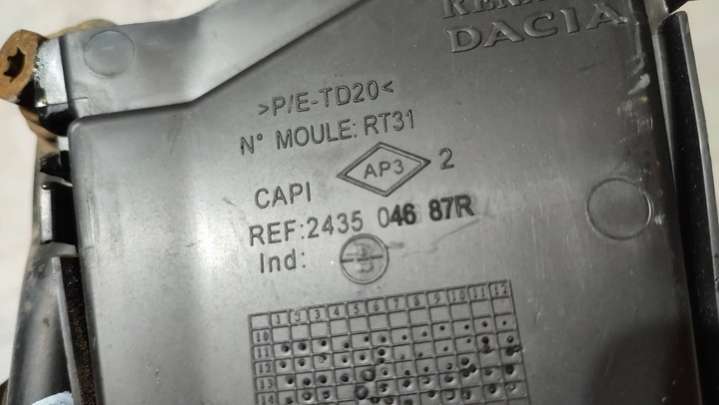 DACIA
>P/E-TD20<
N° MOULE: RT31
AP3 2
CAPI
REF:2435 046 87R
Ind:
1 2 3 4 5 6 7 8 9 10 11 12
10
11
12
13
14